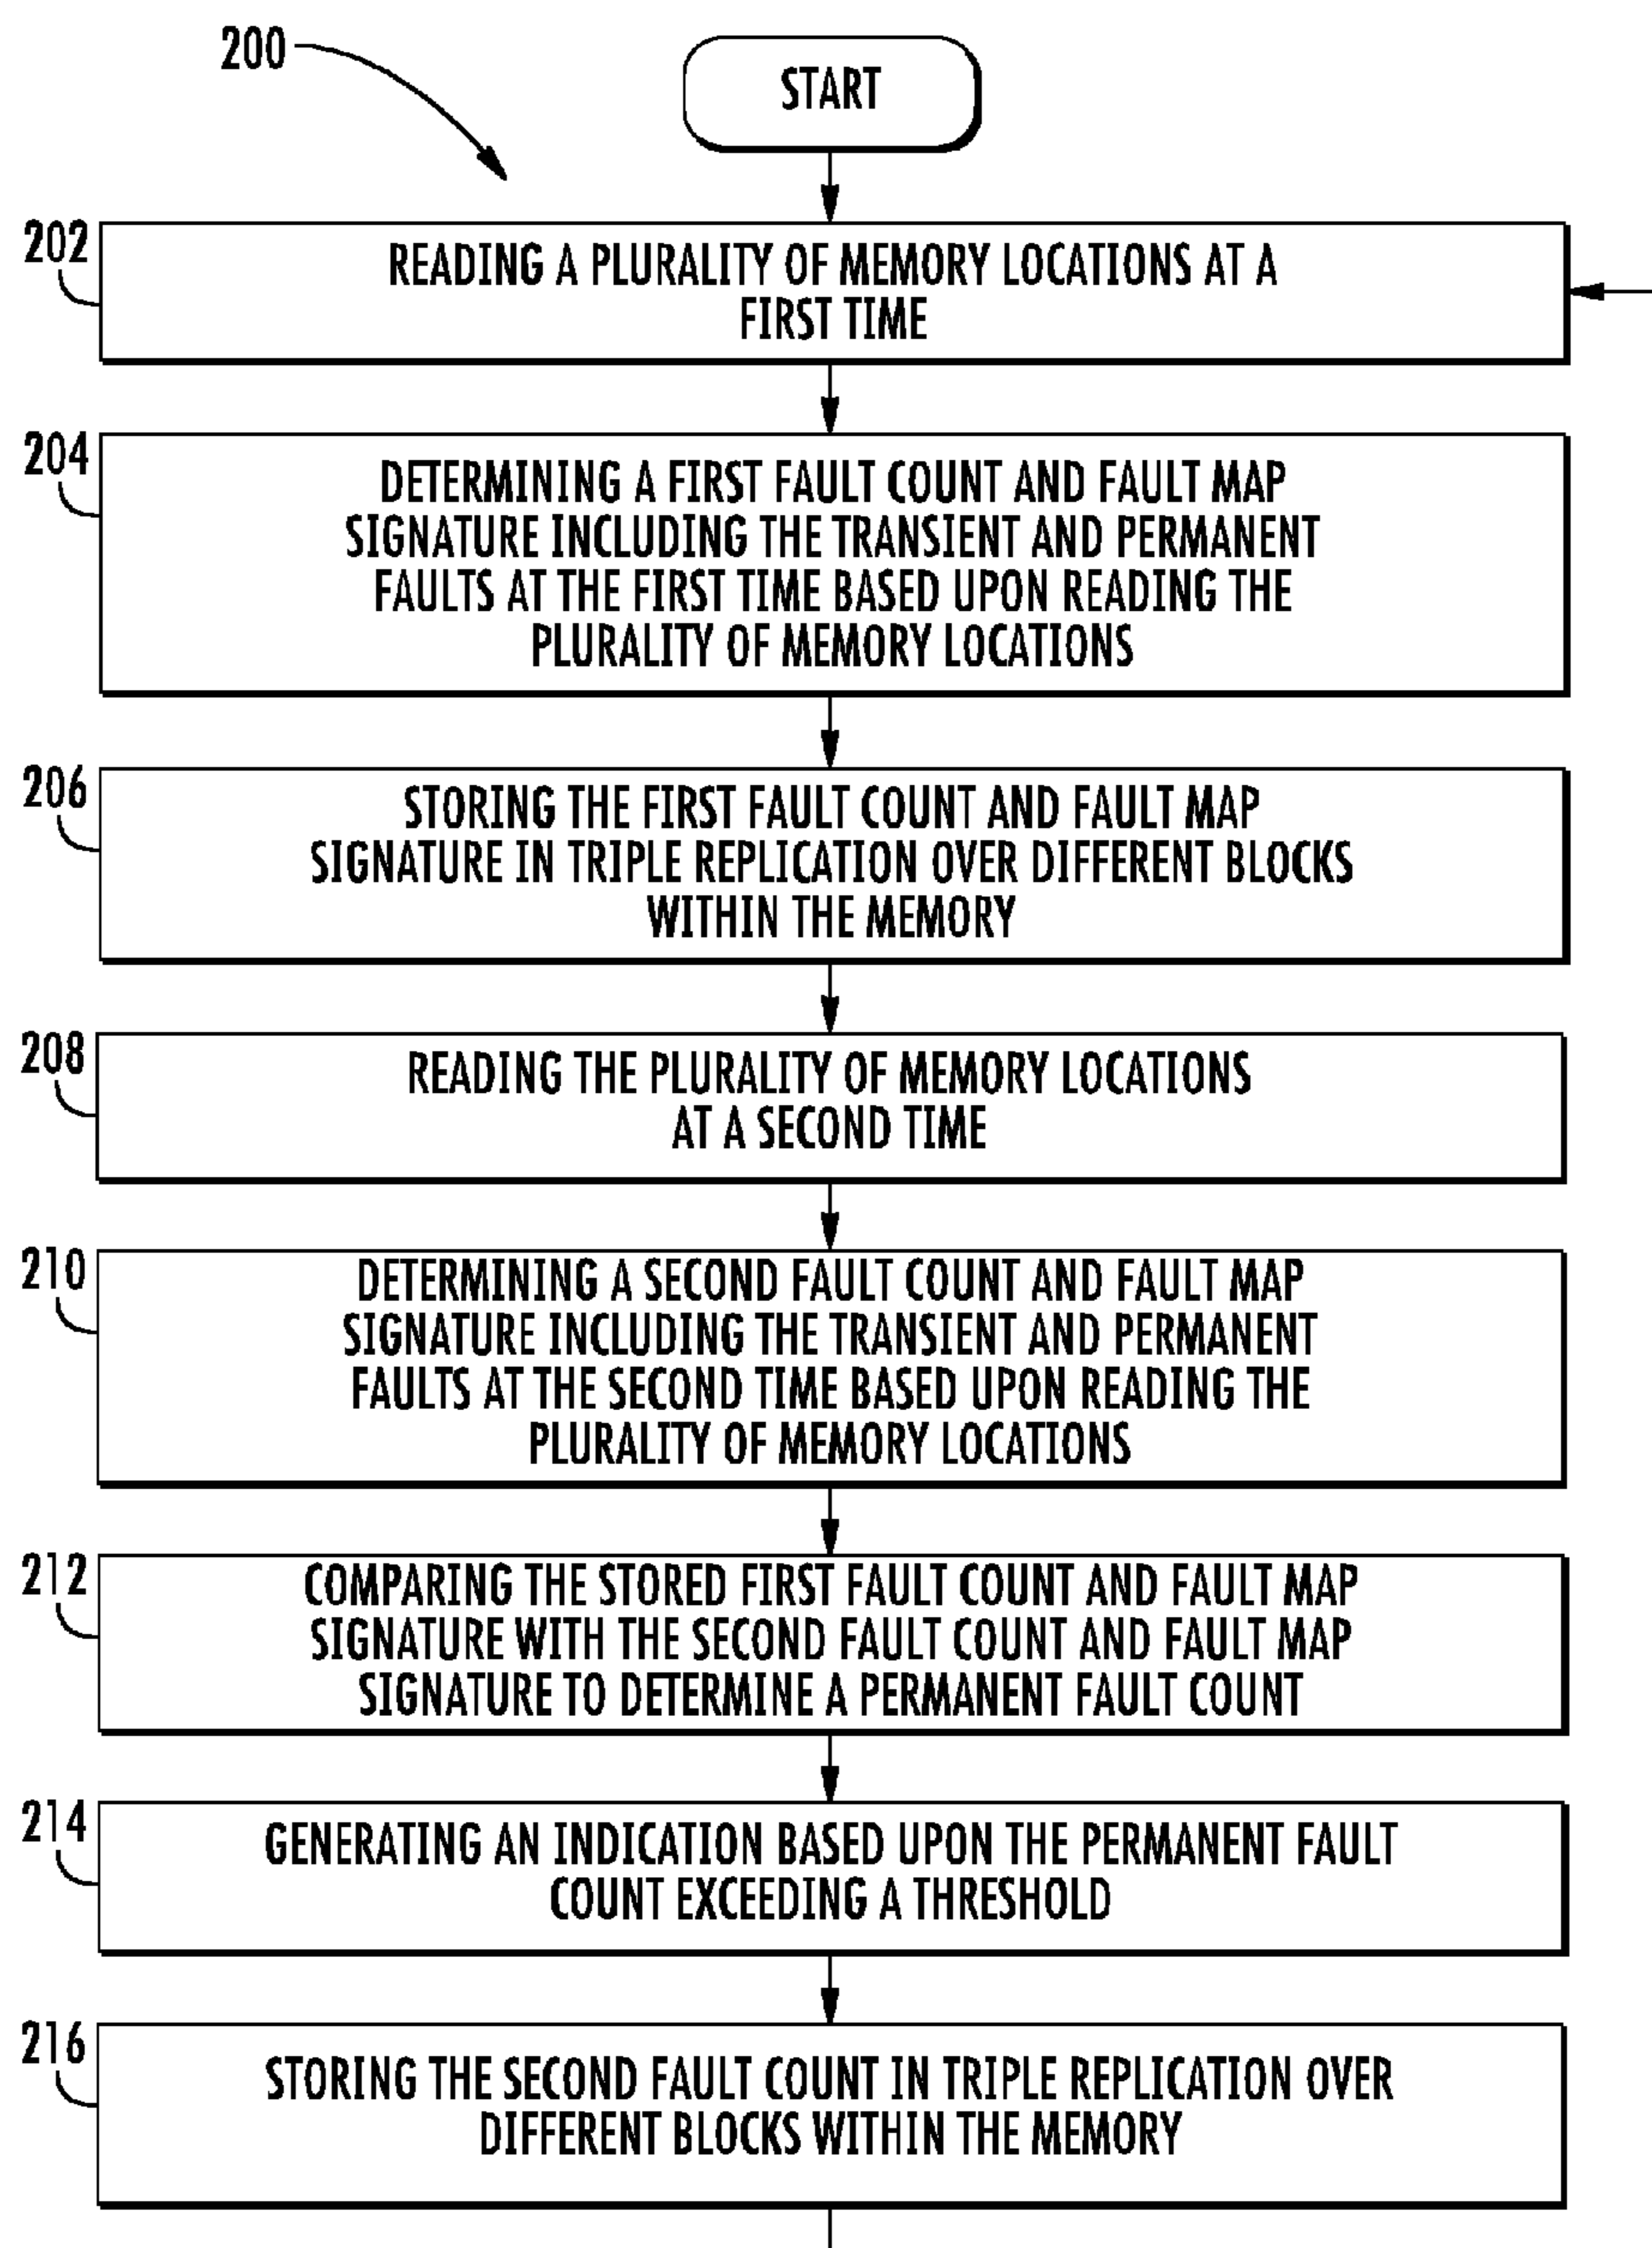 200
START
202
READING A PLURALITY OF MEMORY LOCATIONS AT A
FIRST TIME
204
DETERMINING A FIRST FAULT COUNT AND FAULT MAP
SIGNATURE INCLUDING THE TRANSIENT AND PERMANENT
FAULTS AT THE FIRST TIME BASED UPON READING THE
PLURALITY OF MEMORY LOCATIONS
206
STORING THE FIRST FAULT COUNT AND FAULT MAP
SIGNATURE IN TRIPLE REPLICATION OVER DIFFERENT BLOCKS
WITHIN THE MEMORY
208
READING THE PLURALITY OF MEMORY LOCATIONS
AT A SECOND TIME
210
DETERMINING A SECOND FAULT COUNT AND FAULT MAP
SIGNATURE INCLUDING THE TRANSIENT AND PERMANENT
FAULTS AT THE SECOND TIME BASED UPON READING THE
PLURALITY OF MEMORY LOCATIONS
212
COMPARING THE STORED FIRST FAULT COUNT AND FAULT MAP
SIGNATURE WITH THE SECOND FAULT COUNT AND FAULT MAP
SIGNATURE TO DETERMINE A PERMANENT FAULT COUNT
214
GENERATING AN INDICATION BASED UPON THE PERMANENT FAULT
COUNT EXCEEDING A THRESHOLD
216
STORING THE SECOND FAULT COUNT IN TRIPLE REPLICATION OVER
DIFFERENT BLOCKS WITHIN THE MEMORY